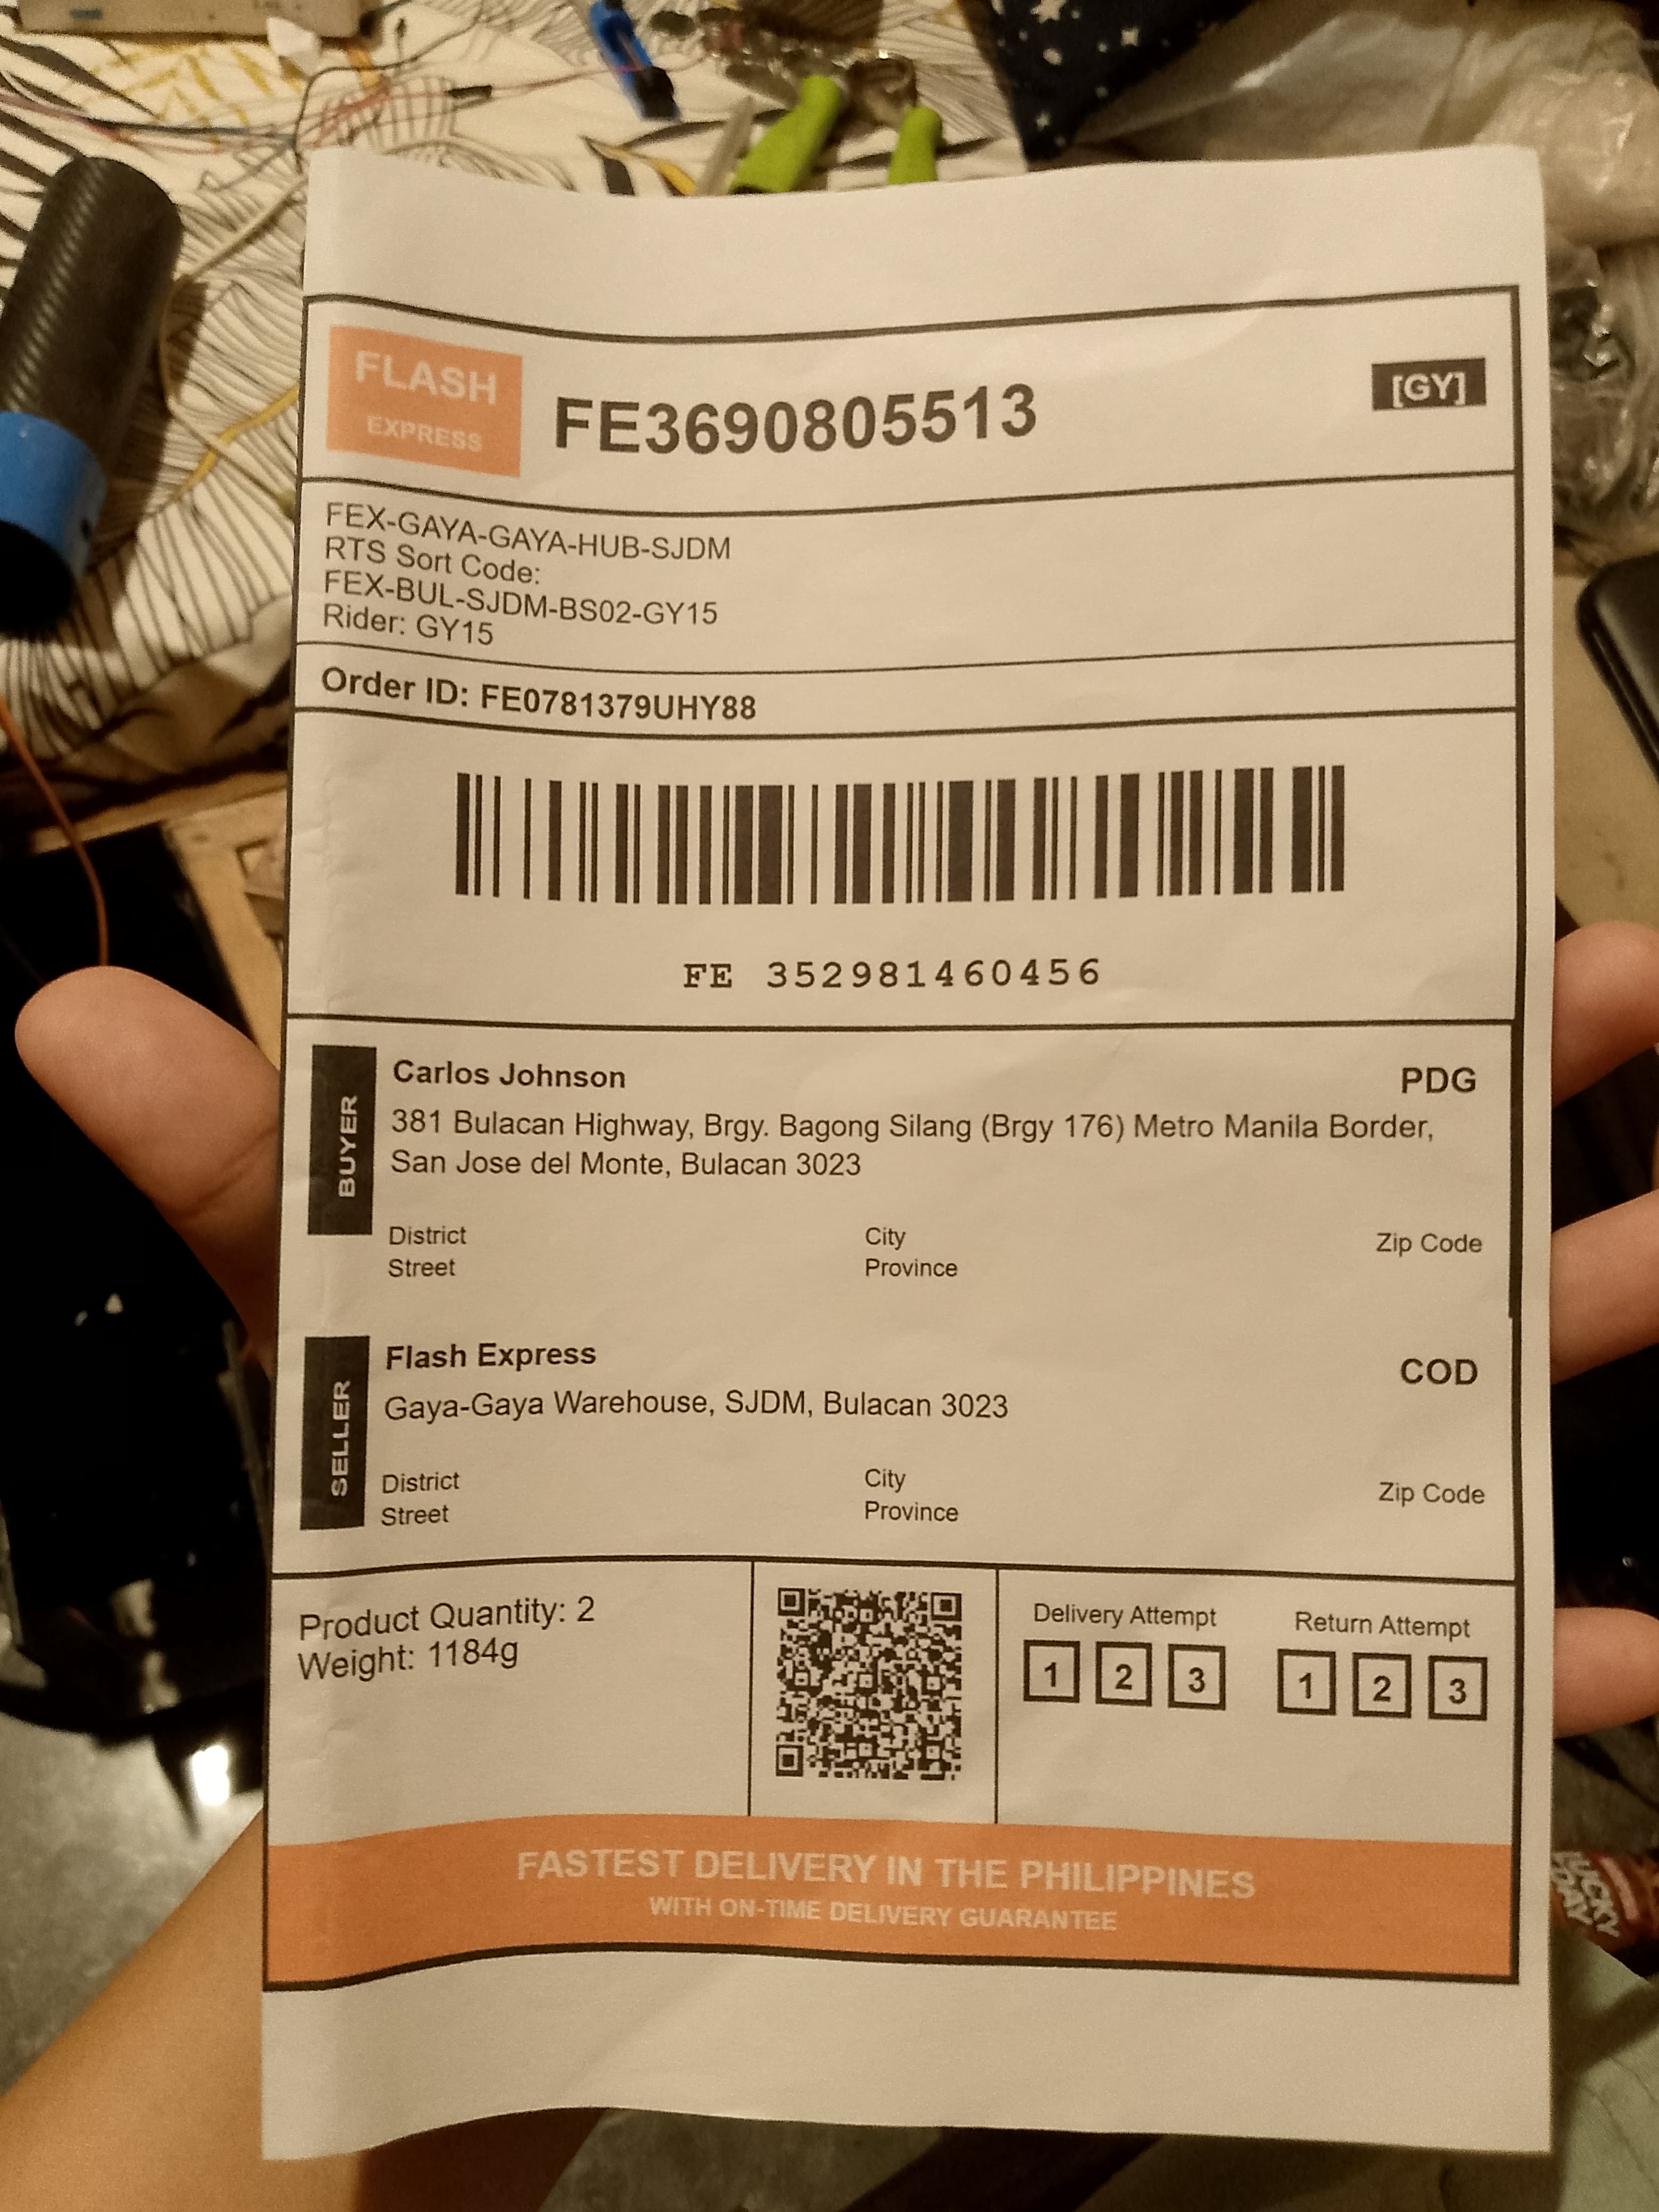 FLASH
EXPRESS
FE3690805513
[GY]
FEX-GAYA-GAYA-HUB-SJDM
RTS Sort Code:
FEX-BUL-SJDM-BS02-GY15
Rider: GY15
Order ID: FE0781379UHY88
FE 352981460456
BUYER
Carlos Johnson
PDG
381 Bulacan Highway, Brgy. Bagong Silang (Brgy 176) Metro Manila Border,
San Jose del Monte, Bulacan 3023
District
City
Zip Code
Street
Province
SELLER
Flash Express
COD
Gaya-Gaya Warehouse, SJDM, Bulacan 3023
District
City
Zip Code
Street
Province
Product Quantity: 2
Weight: 1184g
Delivery Attempt
1 2 3
Return Attempt
1 2 3
FASTEST DELIVERY IN THE PHILIPPINES
WITH ON-TIME DELIVERY GUARANTEE
LUCKY
DAY